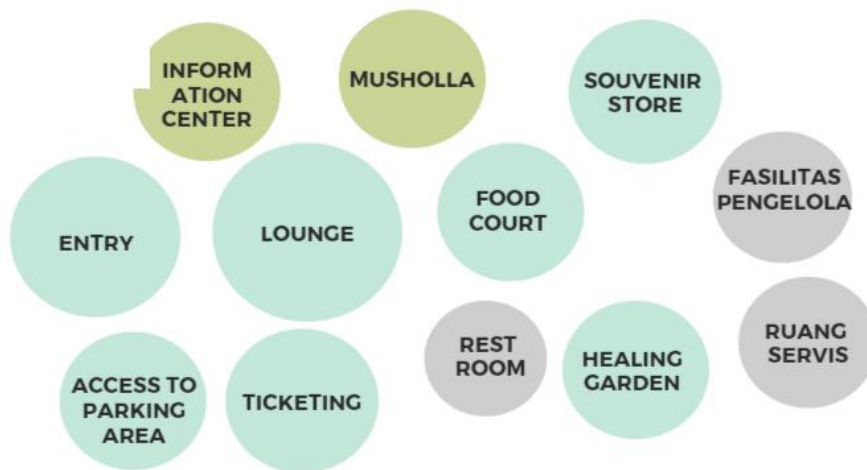 INFORM
ATION
CENTER
MUSHOLLA
SOUVENIR
STORE
FASILITAS
PENGELOLA
ENTRY
LOUNGE
FOOD
COURT
ACCESS TO
PARKING
AREA
TICKETING
REST
ROOM
HEALING
GARDEN
RUANG
SERVIS